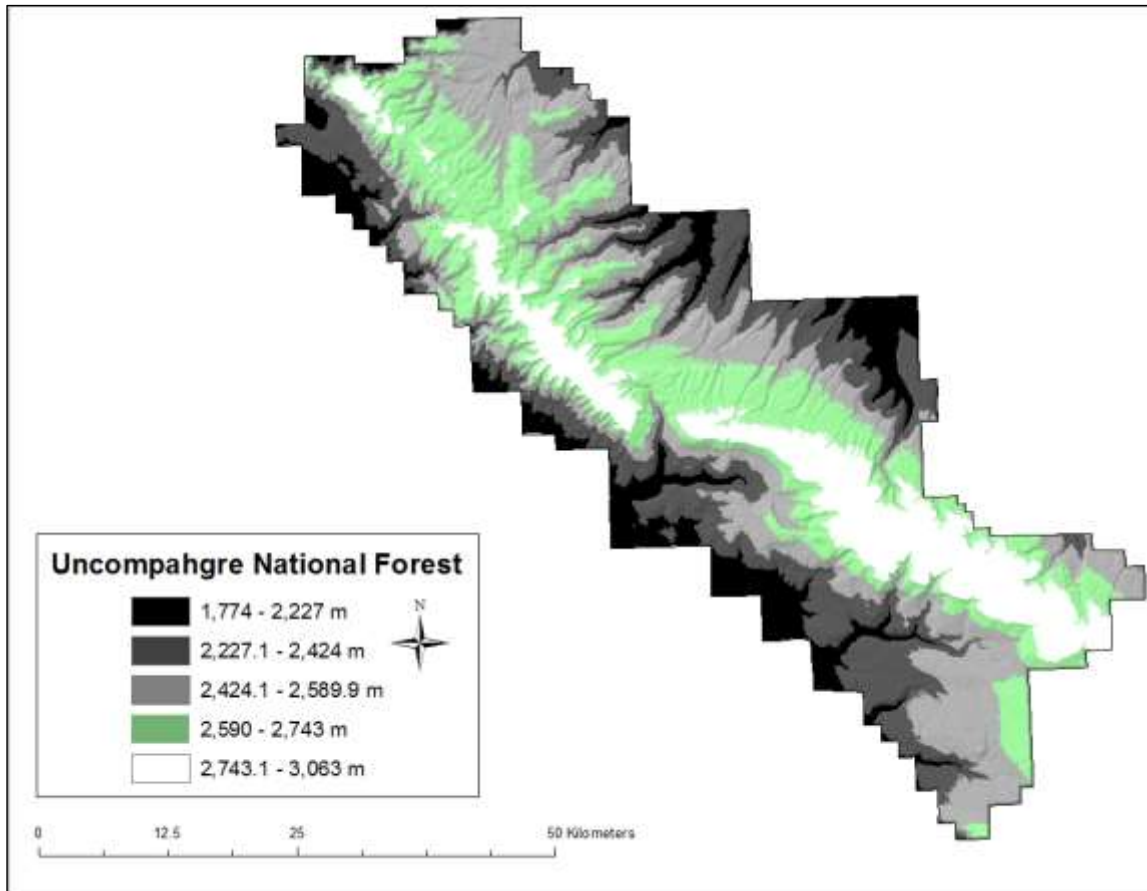 Uncompahgre National Forest
1,774 - 2,227 m
N
2,227.1 - 2,424 m
2,424.1 - 2,589.9 m
2,590 - 2,743 m
2,743.1 - 3,063 m
0 12.5 25 50 Kilometers